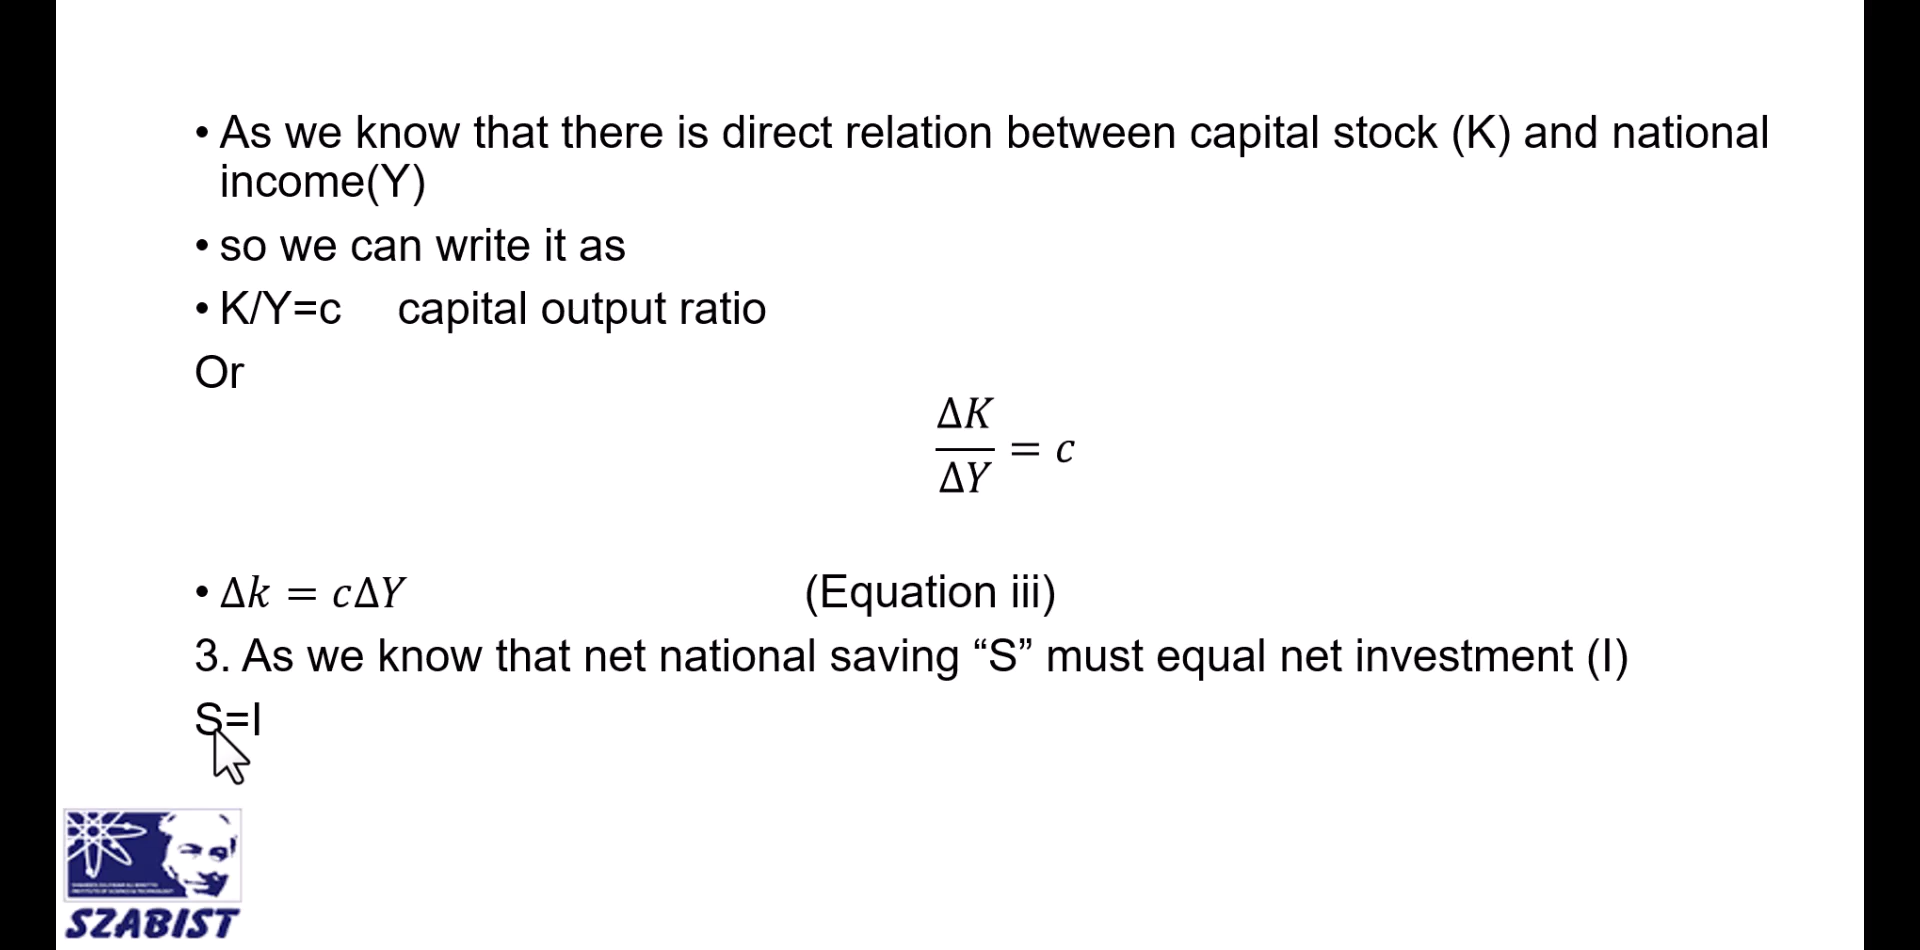 • As we know that there is direct relation between capital stock (K) and national
income(Y)
• so we can write it as
• K/Y=c capital output ratio
Or
ΔK
—— = c
ΔY
• Δk = cΔY (Equation iii)
3. As we know that net national saving “S” must equal net investment (I)
S=I
SZABIST